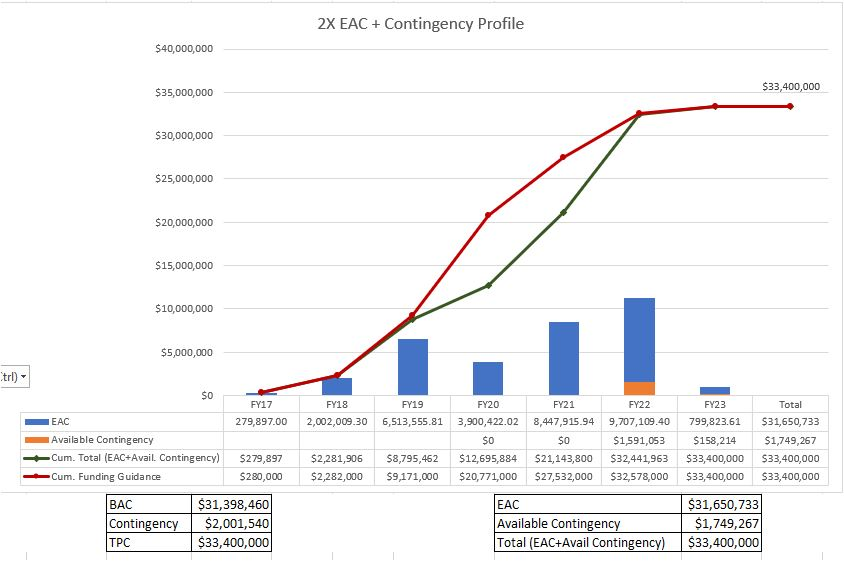 2X EAC + Contingency Profile
$40,000,000
$33,400,000
$35,000,000
$30,000,000
$25,000,000
$20,000,000
$15,000,000
$10,000,000
$5,000,000
$0
trl)
FY17 FY18 FY19 FY20 FY21 FY22 FY23 Total
EAC 279,897.00 2,002,009.30 6,513,555.81 3,900,422.02 8,447,915.94 9,707,109.40 799,823.61 $31,650,733
Available Contingency $0 $0 $1,591,053 $158,214 $1,749,267
Cum. Total (EAC+Avail. Contingency) $279,897 $2,281,906 $8,795,462 $12,695,884 $21,143,800 $32,441,963 $33,400,000 $33,400,000
Cum. Funding Guidance $280,000 $2,282,000 $9,171,000 $20,771,000 $27,532,000 $32,578,000 $33,400,000 $33,400,000
BAC $31,398,460
Contingency $2,001,540
TPC $33,400,000
EAC $31,650,733
Available Contingency $1,749,267
Total (EAC+Avail Contingency) $33,400,000